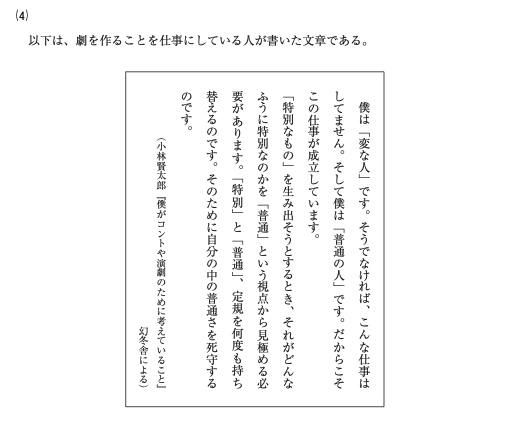 (4)
以下は、劇を作ることを仕事にしている人が書いた文章である。
僕は「変な人」です。そうでなければ、こんな仕事は
してません。そして僕は「普通の人」です。だからこそ
この仕事が成立しています。
「特別なもの」を生み出そうとするとき、それがどんな
ふうに特別なのかを「普通」という視点から見極める必
要があります。「特別」と「普通」、定規を何度も持ち
替えるのです。そのために自分の中の普通さを死守する
のです。
（小林賢太郎『僕がコントや演劇のために考えていること』
幻冬舎による）